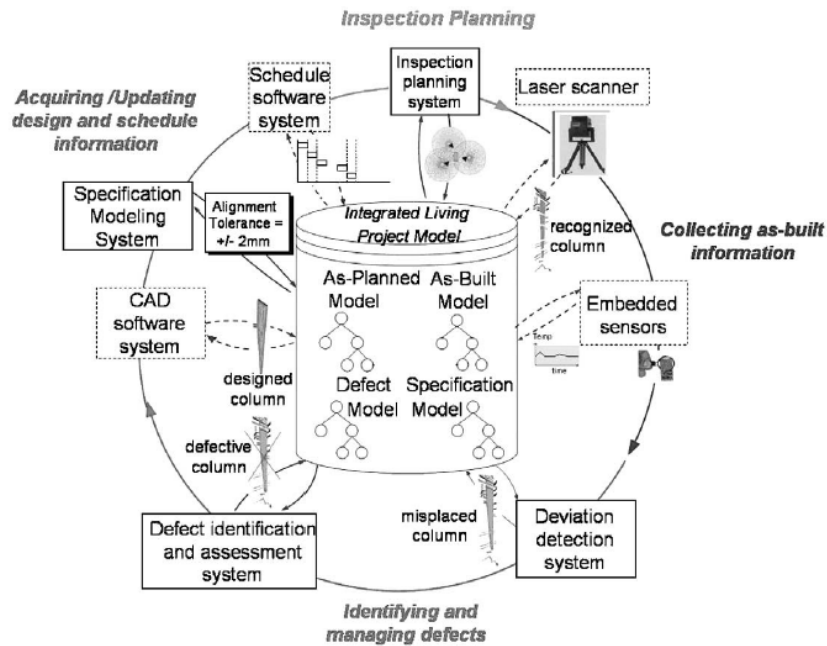 Inspection Planning
Schedule
software
system
Inspection
planning
system
Laser scanner
Acquiring /Updating
design and schedule
information
Specification
Modeling
System
Alignment
Tolerance =
+/- 2mm
Integrated Living
Project Model
recognized
column
Collecting as-built
information
CAD
software
system
As-Planned
Model
As-Built
Model
Embedded
sensors
Temp
time
designed
column
Defect
Model
Specification
Model
defective
column
misplaced
column
Defect identification
and assessment
system
Deviation
detection
system
Identifying and
managing defects